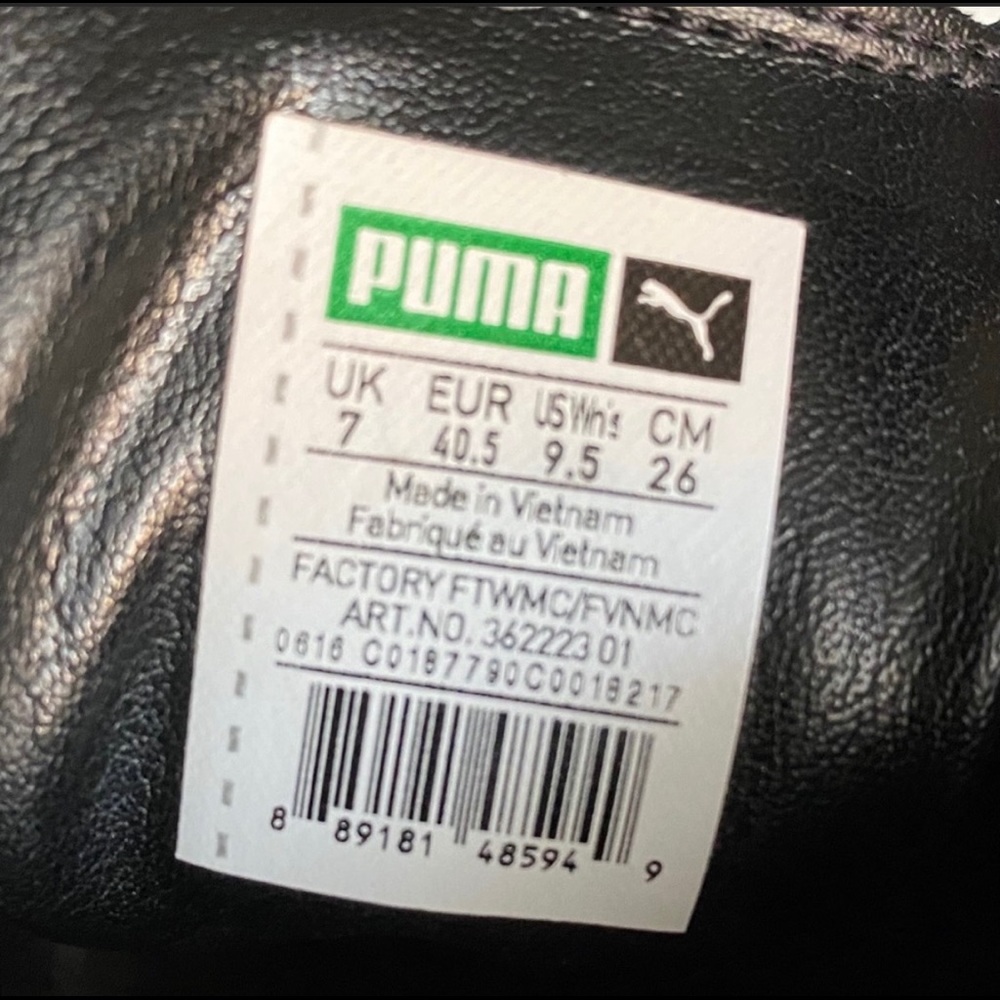 PUMA
UK EUR US Wn's CM
7 40.5 9.5 26
Made in Vietnam
Fabriqué au Vietnam
FACTORY FTWMC/FVNMC
ART.NO. 362223 01
0616 C0187790C0018217
8 89181 48594 9